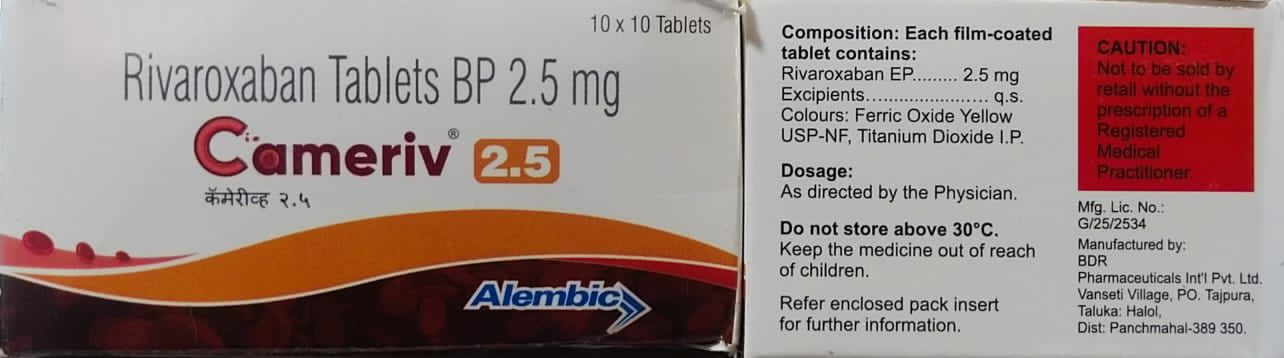 10 x 10 Tablets
Rivaroxaban Tablets BP 2.5 mg
Cameriv® 2.5
कॅमेरीव्ह २.५
Alembic
Composition: Each film-coated
tablet contains:
Rivaroxaban EP......... 2.5 mg
Excipients...................... q.s.
Colours: Ferric Oxide Yellow
USP-NF, Titanium Dioxide I.P.
Dosage:
As directed by the Physician.
Do not store above 30°C.
Keep the medicine out of reach
of children.
Refer enclosed pack insert
for further information.
CAUTION:
Not to be sold by
retail without the
prescription of a
Registered
Medical
Practitioner.
Mfg. Lic. No.:
G/25/2534
Manufactured by:
BDR
Pharmaceuticals Int'l Pvt. Ltd.
Vanseti Village, PO. Tajpura,
Taluka: Halol,
Dist: Panchmahal-389 350.